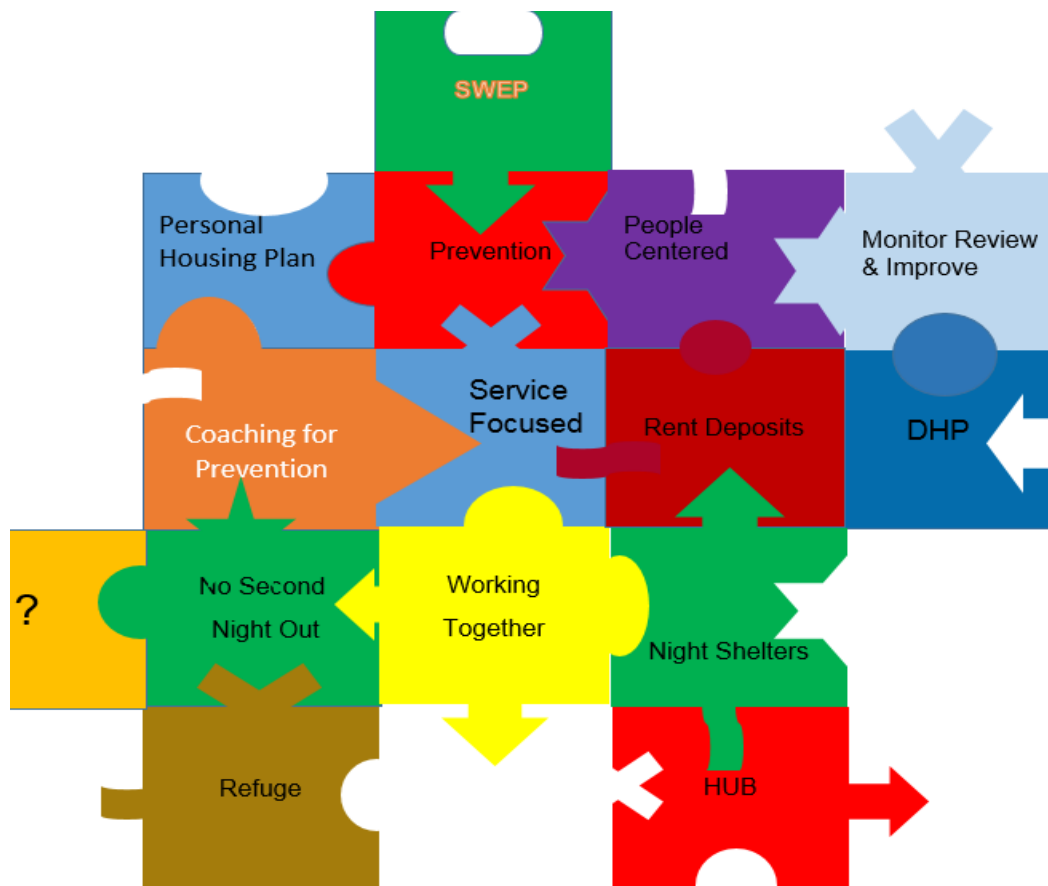 SWEP
Personal
Housing Plan
Prevention
People
Centered
Monitor Review
& Improve
Coaching for
Prevention
Service
Focused
Rent Deposits
DHP
?
No Second
Night Out
Working
Together
Night Shelters
Refuge
HUB